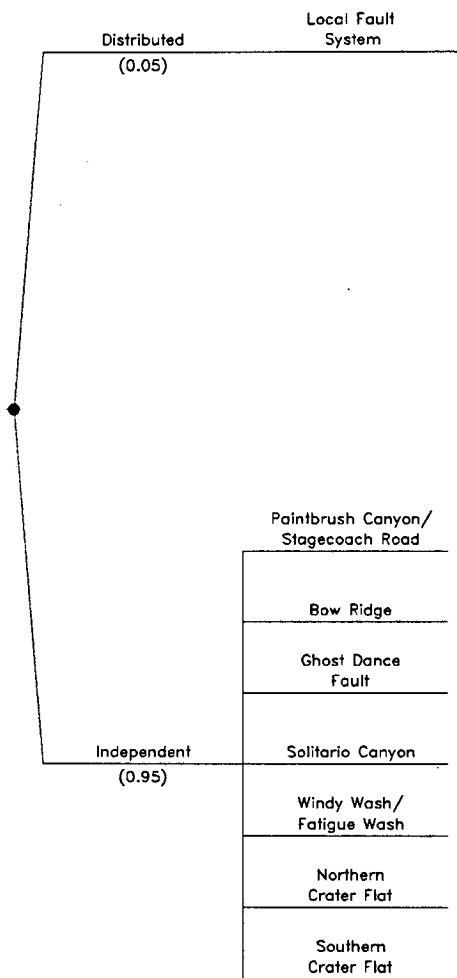 Distributed
(0.05)
Local Fault
System
Paintbrush Canyon/
Stagecoach Road
Bow Ridge
Ghost Dance
Fault
Independent
(0.95)
Solitario Canyon
Windy Wash/
Fatigue Wash
Northern
Crater Flat
Southern
Crater Flat